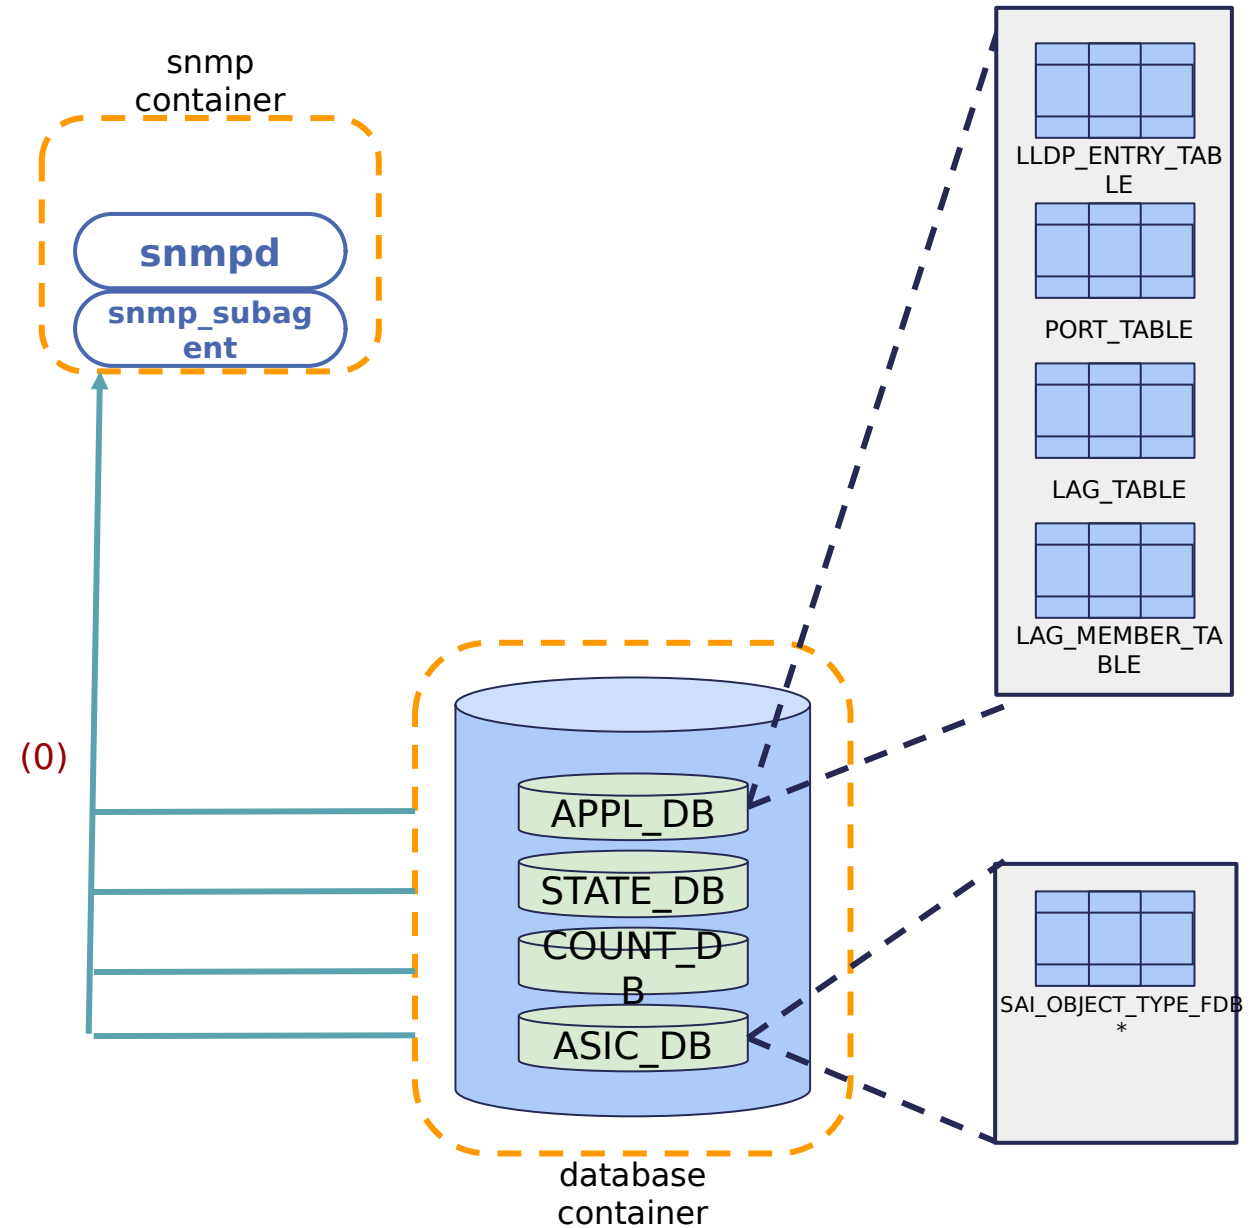 snmp
container
snmpd
snmp_subag
ent
LLDP_ENTRY_TAB
LE
PORT_TABLE
LAG_TABLE
LAG_MEMBER_TA
BLE
(0)
APPL_DB
STATE_DB
COUNT_D
B
ASIC_DB
SAI_OBJECT_TYPE_FDB
*
database
container